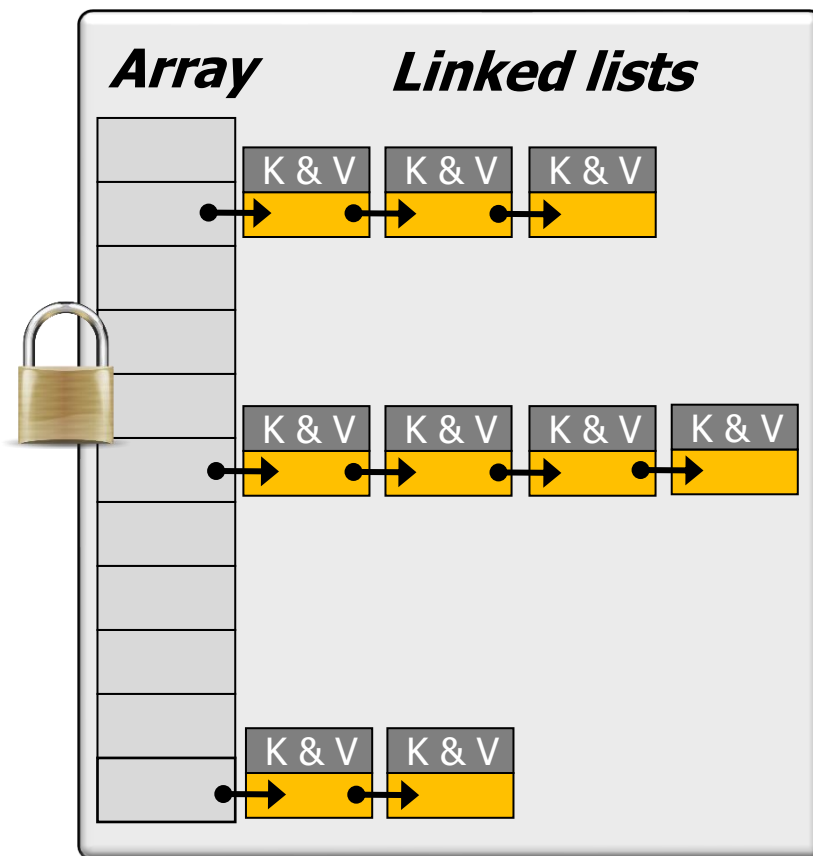 Array Linked lists
K & V K & V K & V
K & V K & V K & V K & V
K & V K & V